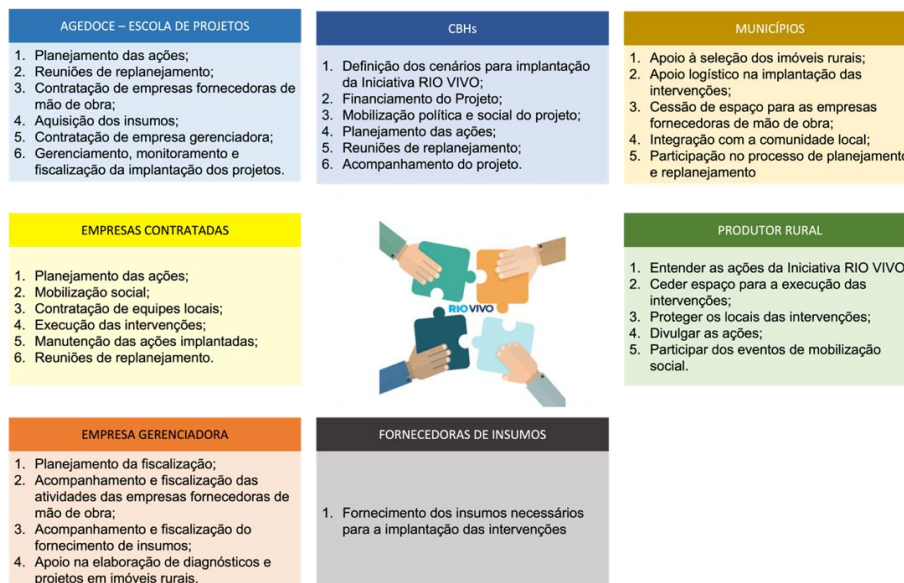 AGEDOCE – ESCOLA DE PROJETOS
1. Planejamento das ações;
2. Reuniões de replanejamento;
3. Contratação de empresas fornecedoras de
mão de obra;
4. Aquisição dos insumos;
5. Contratação de empresa gerenciadora;
6. Gerenciamento, monitoramento e
fiscalização da implantação dos projetos.
CBHs
1. Definição dos cenários para implantação
da Iniciativa RIO VIVO;
2. Financiamento do Projeto;
3. Mobilização política e social do projeto;
4. Planejamento das ações;
5. Reuniões de replanejamento;
6. Acompanhamento do projeto.
MUNICÍPIOS
1. Apoio à seleção dos imóveis rurais;
2. Apoio logístico na implantação das
intervenções;
3. Cessão de espaço para as empresas
fornecedoras de mão de obra;
4. Integração com a comunidade local;
5. Participação no processo de planejamento
e replanejamento
EMPRESAS CONTRATADAS
1. Planejamento das ações;
2. Mobilização social;
3. Contratação de equipes locais;
4. Execução das intervenções;
5. Manutenção das ações implantadas;
6. Reuniões de replanejamento.
RIO VIVO
PRODUTOR RURAL
1. Entender as ações da Iniciativa RIO VIVO
2. Ceder espaço para a execução das
intervenções;
3. Proteger os locais das intervenções;
4. Divulgar as ações;
5. Participar dos eventos de mobilização
social.
EMPRESA GERENCIADORA
1. Planejamento da fiscalização;
2. Acompanhamento e fiscalização das
atividades das empresas fornecedoras de
mão de obra;
3. Acompanhamento e fiscalização do
fornecimento de insumos;
4. Apoio na elaboração de diagnósticos e
projetos em imóveis rurais.
FORNECEDORAS DE INSUMOS
1. Fornecimento dos insumos necessários
para a implantação das intervenções